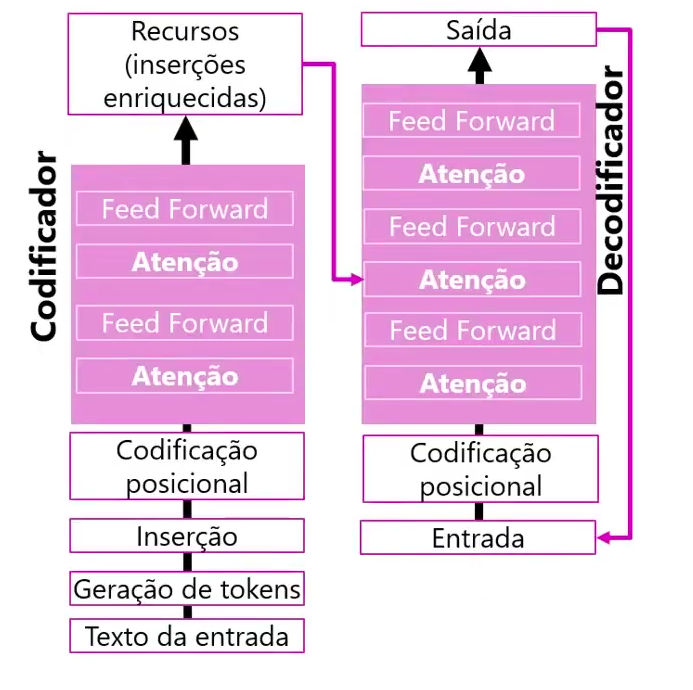 Recursos
(inserções
enriquecidas)
Codificador
Feed Forward
Atenção
Feed Forward
Atenção
Codificação
posicional
Inserção
Geração de tokens
Texto da entrada
Saída
Decodificador
Feed Forward
Atenção
Feed Forward
Atenção
Feed Forward
Atenção
Codificação
posicional
Entrada